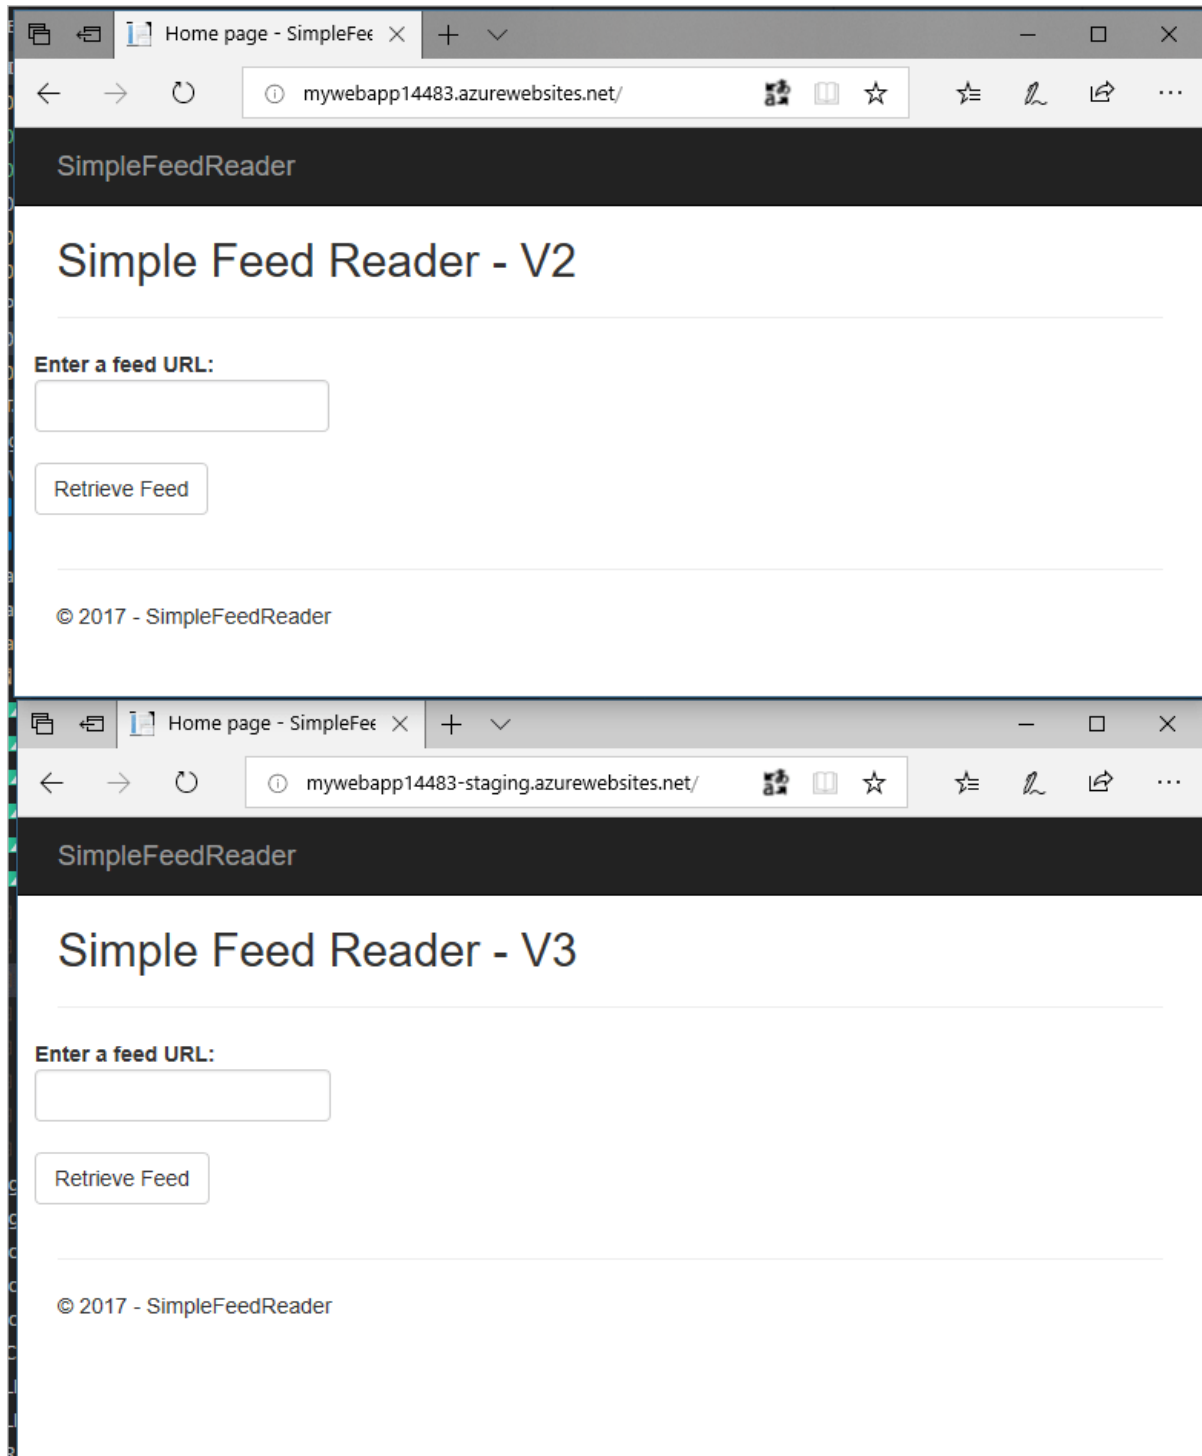 Home page - SimpleFee
mywebapp14483.azurewebsites.net/
SimpleFeedReader
Simple Feed Reader - V2
Enter a feed URL:
Retrieve Feed
© 2017 - SimpleFeedReader
Home page - SimpleFee
mywebapp14483-staging.azurewebsites.net/
SimpleFeedReader
Simple Feed Reader - V3
Enter a feed URL:
Retrieve Feed
© 2017 - SimpleFeedReader